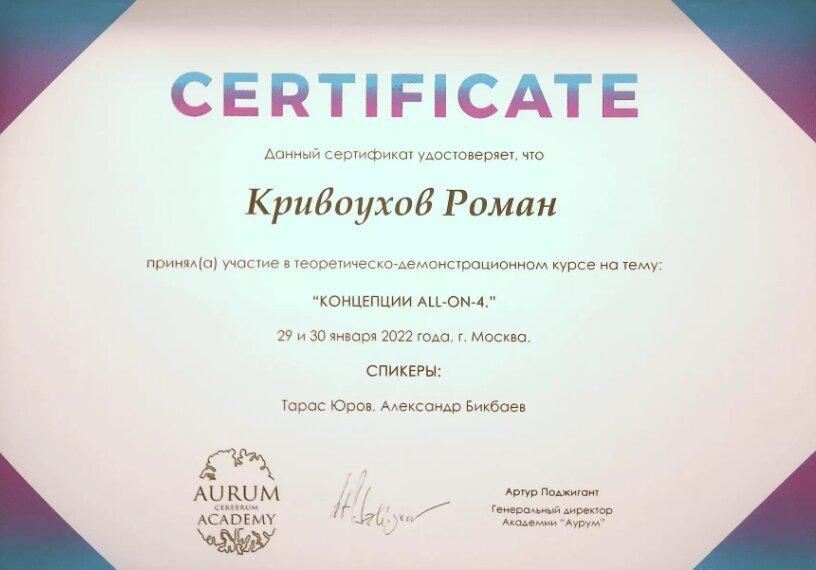 CERTIFICATE
Данный сертификат удостоверяет, что
Кривоухов Роман
принял(а) участие в теоретическо-демонстрационном курсе на тему:
“КОНЦЕПЦИИ ALL-ON-4.”
29 и 30 января 2022 года, г. Москва.
СПИКЕРЫ:
Тарас Юров, Александр Бикбаев
AURUM
CEREBRUM
ACADEMY
Артур Поджигант
Генеральный директор
Академии “Аурум”